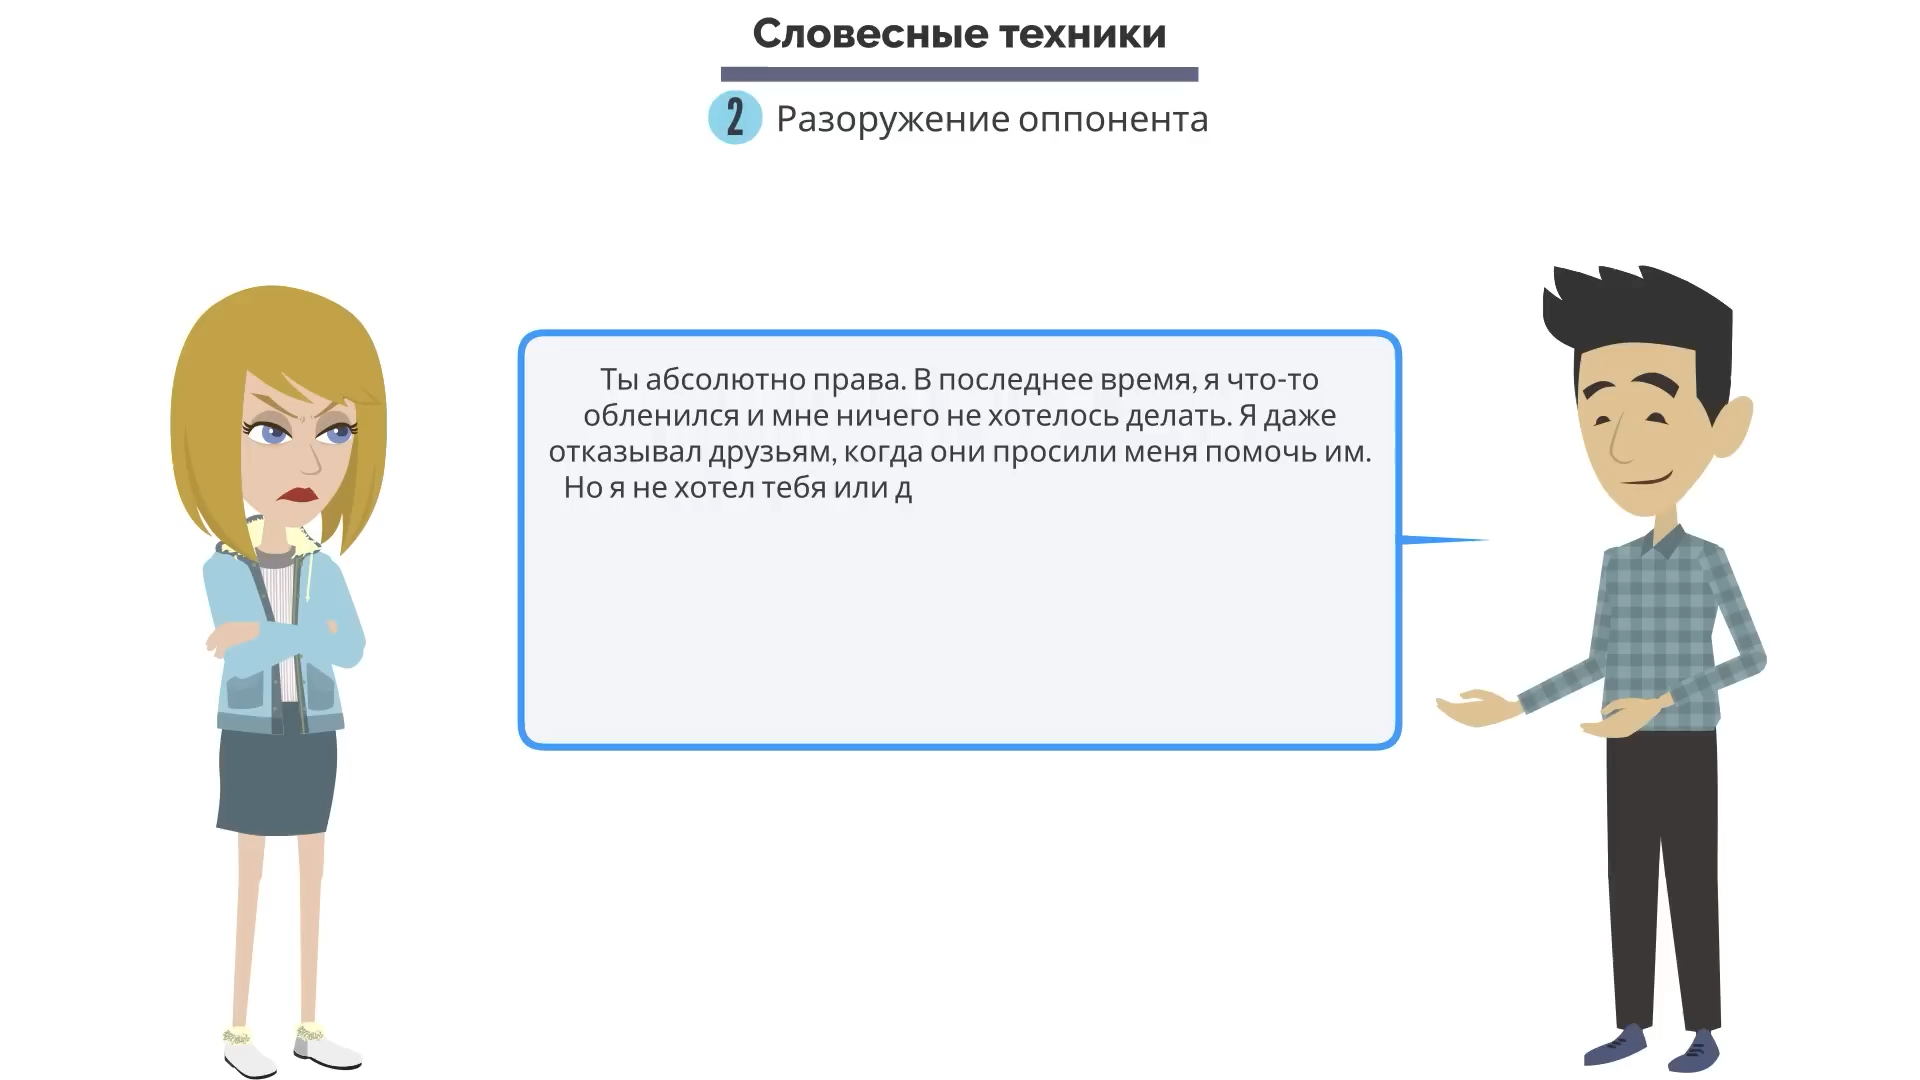 Словесные техники
2 Разоружение оппонента
Ты абсолютно права. В последнее время, я что-то
обленился и мне ничего не хотелось делать. Я даже
отказывал друзьям, когда они просили меня помочь им.
Но я не хотел тебя или д